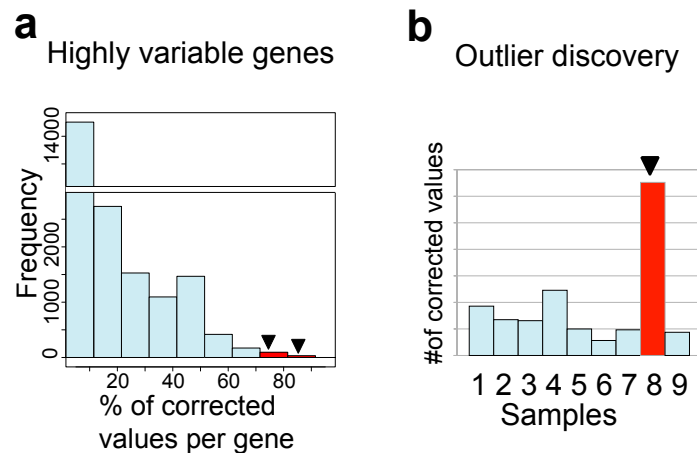 a
Highly variable genes
Frequency
14000
2000
1000
0
20
40
60
80
% of corrected
values per gene
b
Outlier discovery
#of corrected values
1 2 3 4 5 6 7 8 9
Samples